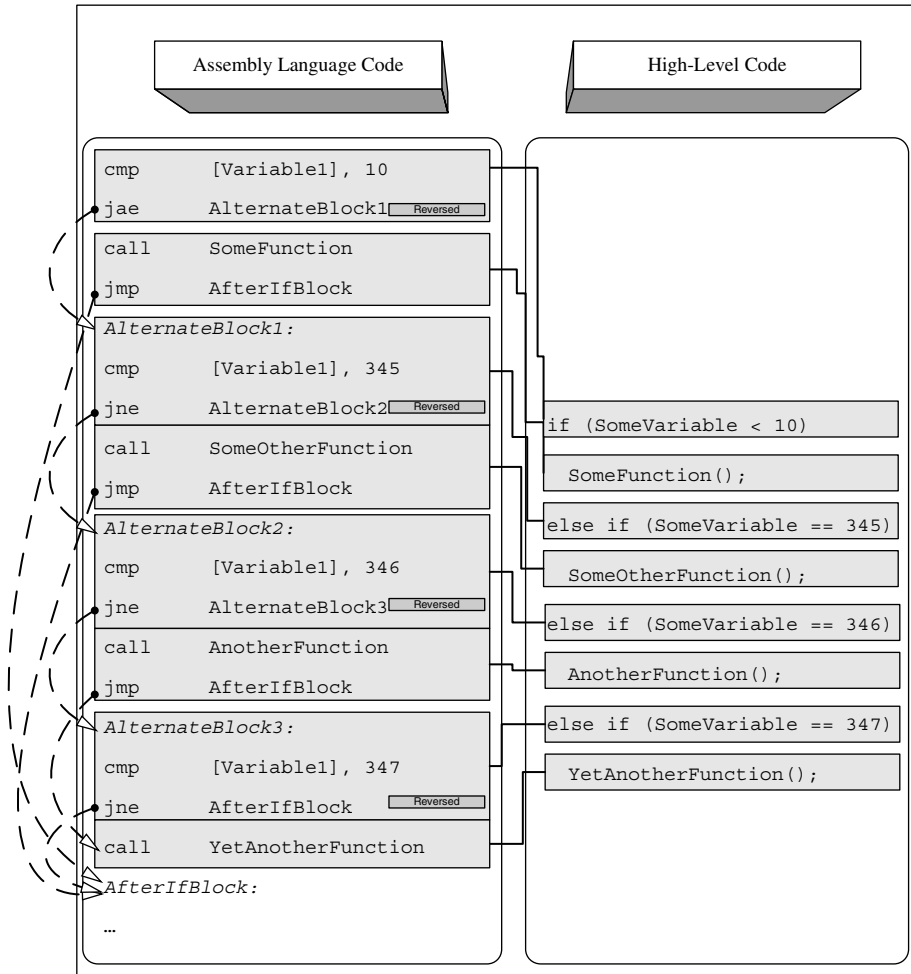 Assembly Language Code
High-Level Code
cmp [Variable1], 10
jae AlternateBlock1 Reversed
call SomeFunction
jmp AfterIfBlock
AlternateBlock1:
cmp [Variable1], 345
jne AlternateBlock2 Reversed
call SomeOtherFunction
jmp AfterIfBlock
AlternateBlock2:
cmp [Variable1], 346
jne AlternateBlock3 Reversed
call AnotherFunction
jmp AfterIfBlock
AlternateBlock3:
cmp [Variable1], 347
jne AfterIfBlock Reversed
call YetAnotherFunction
AfterIfBlock:
…
if (SomeVariable < 10)
SomeFunction();
else if (SomeVariable == 345)
SomeOtherFunction();
else if (SomeVariable == 346)
AnotherFunction();
else if (SomeVariable == 347)
YetAnotherFunction();